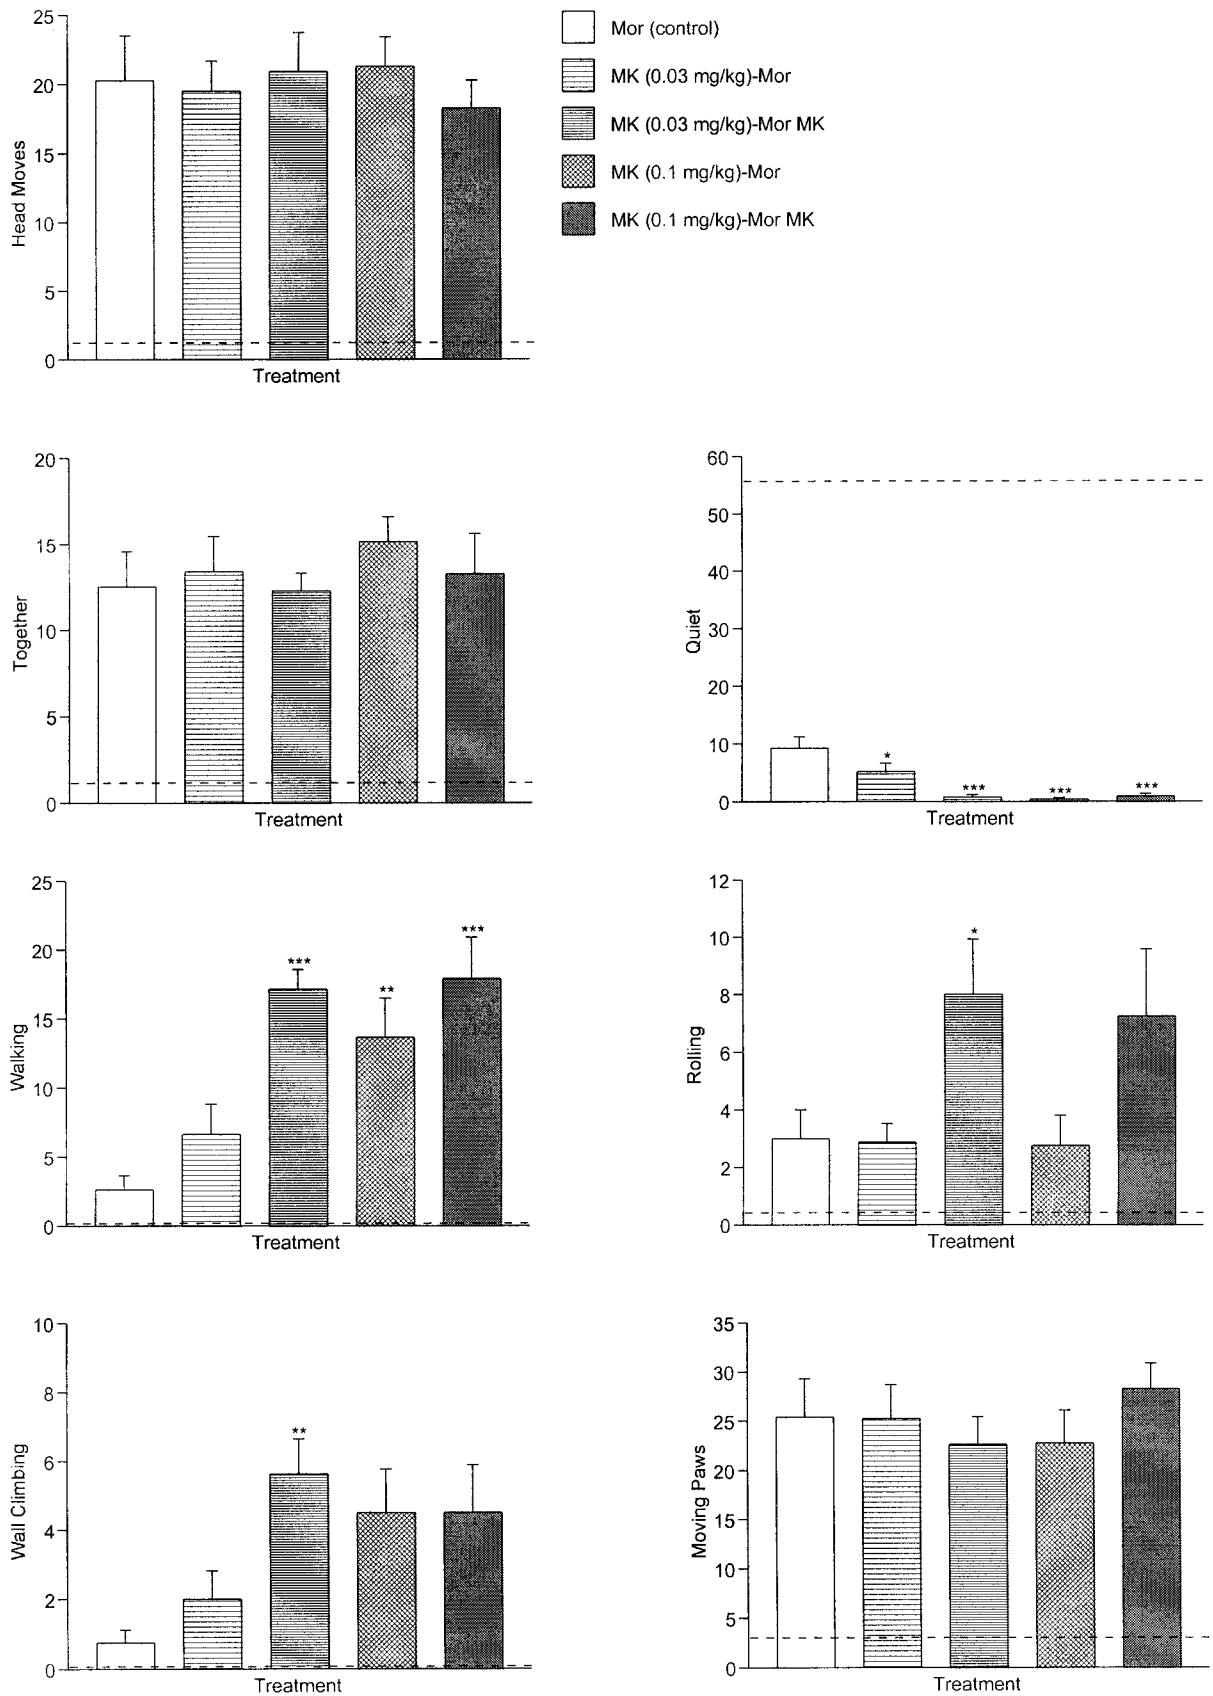 25
20
15
10
5
0
Head Moves
Treatment
Mor (control)
MK (0.03 mg/kg)-Mor
MK (0.03 mg/kg)-Mor MK
MK (0.1 mg/kg)-Mor
MK (0.1 mg/kg)-Mor MK
20
15
10
5
0
Together
Treatment
60
50
40
30
20
10
0
Quiet
*
***
***
***
Treatment
25
20
15
10
5
0
Walking
***
**
***
Treatment
12
10
8
6
4
2
0
Rolling
*
Treatment
10
8
6
4
2
0
Wall Climbing
**
Treatment
35
30
25
20
15
10
5
0
Moving Paws
Treatment